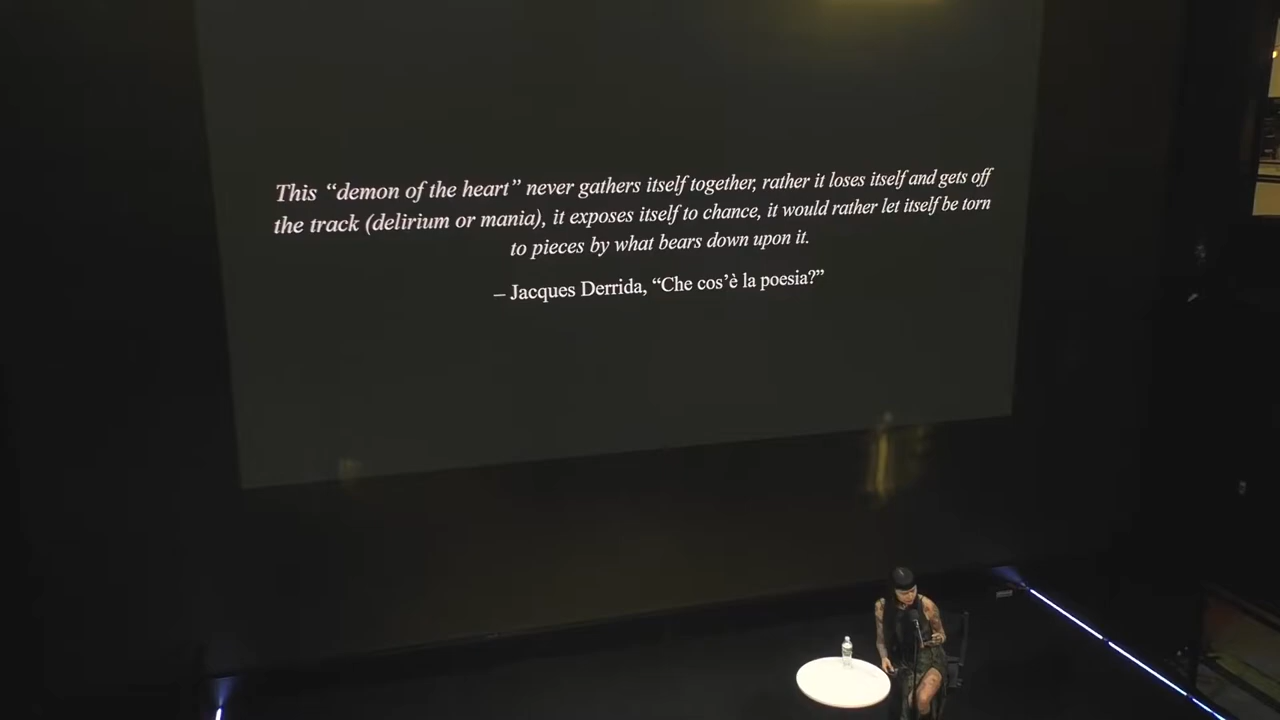 This “demon of the heart” never gathers itself together, rather it loses itself and gets off
the track (delirium or mania), it exposes itself to chance, it would rather let itself be torn
to pieces by what bears down upon it.
– Jacques Derrida, “Che cos’è la poesia?”